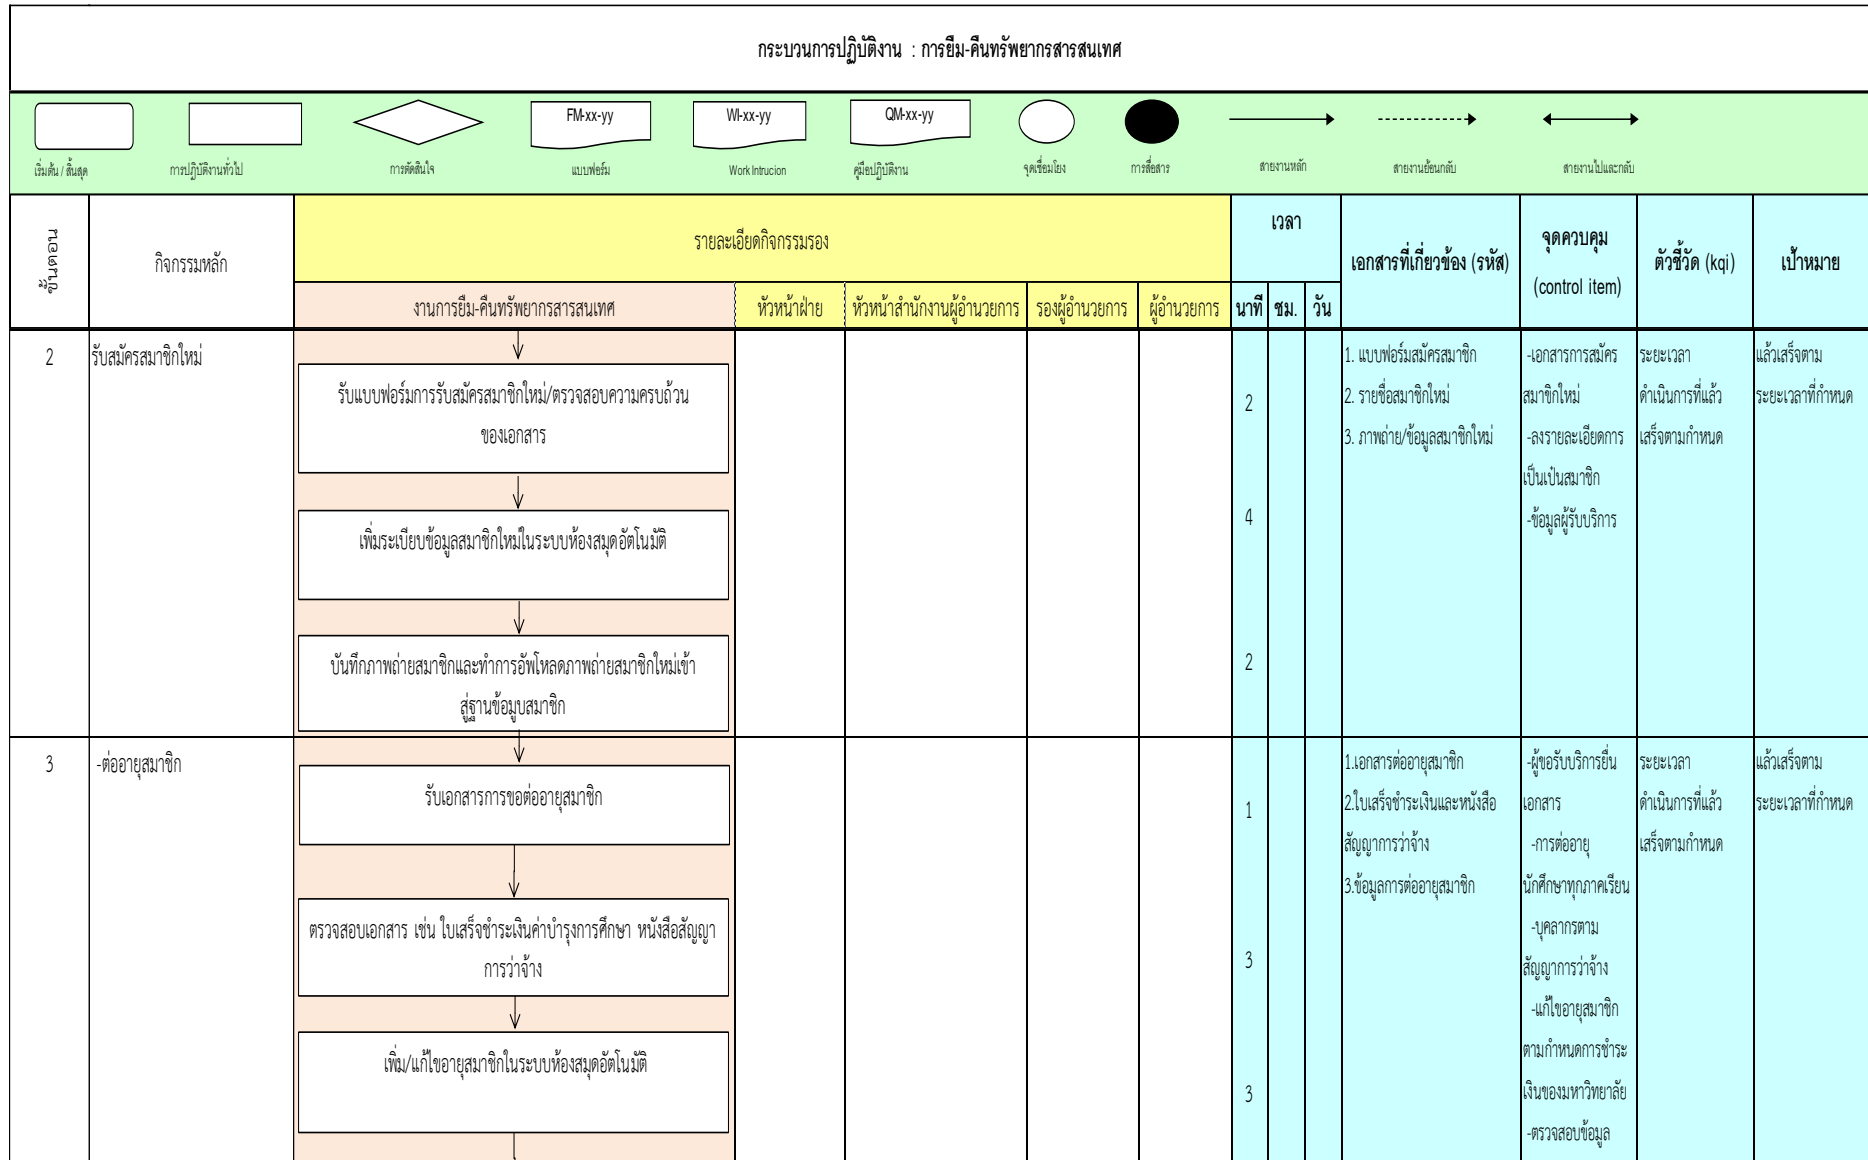 กระบวนการปฏิบัติงาน : การยืม-คืนทรัพยากรสารสนเทศ
FM-xx-yy
WI-xx-yy
QM-xx-yy
เริ่มต้น / สิ้นสุด
การปฏิบัติงานทั่วไป
การตัดสินใจ
แบบฟอร์ม
Work Intrucion
คู่มือปฏิบัติงาน
จุดเชื่อมโยง
การสื่อสาร
สายงานหลัก
สายงานย้อนกลับ
สายงานไปและกลับ
ขั้นตอน
กิจกรรมหลัก
รายละเอียดกิจกรรมรอง
เวลา
เอกสารที่เกี่ยวข้อง (รหัส)
จุดควบคุม
(control item)
ตัวชี้วัด (kqi)
เป้าหมาย
งานการยืม-คืนทรัพยากรสารสนเทศ
หัวหน้าฝ่าย
หัวหน้าสำนักงานผู้อำนวยการ
รองผู้อำนวยการ
ผู้อำนวยการ
นาที
ชม.
วัน
2
รับสมัครสมาชิกใหม่
รับแบบฟอร์มการรับสมัครสมาชิกใหม่/ตรวจสอบความครบถ้วน
ของเอกสาร
2
เพิ่มระเบียบข้อมูลสมาชิกใหม่ในระบบห้องสมุดอัตโนมัติ
4
บันทึกภาพถ่ายสมาชิกและทำการอัพโหลดภาพถ่ายสมาชิกใหม่เข้า
สู่ฐานข้อมูบสมาชิก
2
1. แบบฟอร์มสมัครสมาชิก
2. รายชื่อสมาชิกใหม่
3. ภาพถ่าย/ข้อมูลสมาชิกใหม่
-เอกสารการสมัคร
สมาชิกใหม่
-ลงรายละเอียดการ
เป็นเป่นสมาชิก
-ข้อมูลผู้รับบริการ
ระยะเวลา
ดำเนินการที่แล้ว
เสร็จตามกำหนด
แล้วเสร็จตาม
ระยะเวลาที่กำหนด
3
-ต่ออายุสมาชิก
รับเอกสารการขอต่ออายุสมาชิก
1
ตรวจสอบเอกสาร เช่น ใบเสร็จชำระเงินค่าบำรุงการศึกษา หนังสือสัญญา
การว่าจ้าง
3
เพิ่ม/แก้ไขอายุสมาชิกในระบบห้องสมุดอัตโนมัติ
3
1.เอกสารต่ออายุสมาชิก
2.ใบเสร็จชำระเงินและหนังสือ
สัญญาการว่าจ้าง
3.ข้อมูลการต่ออายุสมาชิก
-ผู้ขอรับบริการยื่น
เอกสาร
-การต่ออายุ
นักศึกษาทุกภาคเรียน
-บุคลากรตาม
สัญญาการว่าจ้าง
-แก้ไขอายุสมาชิก
ตามกำหนดการชำระ
เงินของมหาวิทยาลัย
-ตรวจสอบข้อมูล
ระยะเวลา
ดำเนินการที่แล้ว
เสร็จตามกำหนด
แล้วเสร็จตาม
ระยะเวลาที่กำหนด